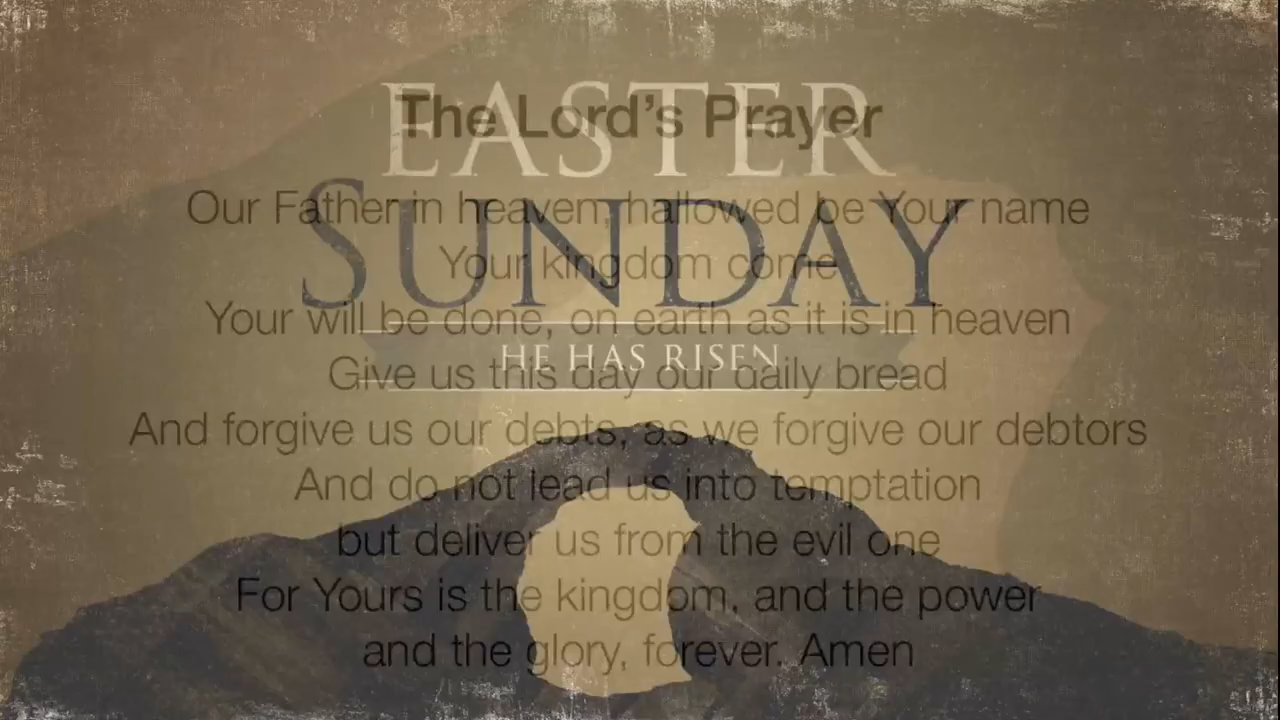 EASTER
SUNDAY
HE HAS RISEN
The Lord's Prayer
Our Father in heaven, hallowed be Your name
Your kingdom come
Your will be done, on earth as it is in heaven
Give us this day our daily bread
And forgive us our debts, as we forgive our debtors
And do not lead us into temptation
but deliver us from the evil one
For Yours is the kingdom, and the power
and the glory, forever. Amen